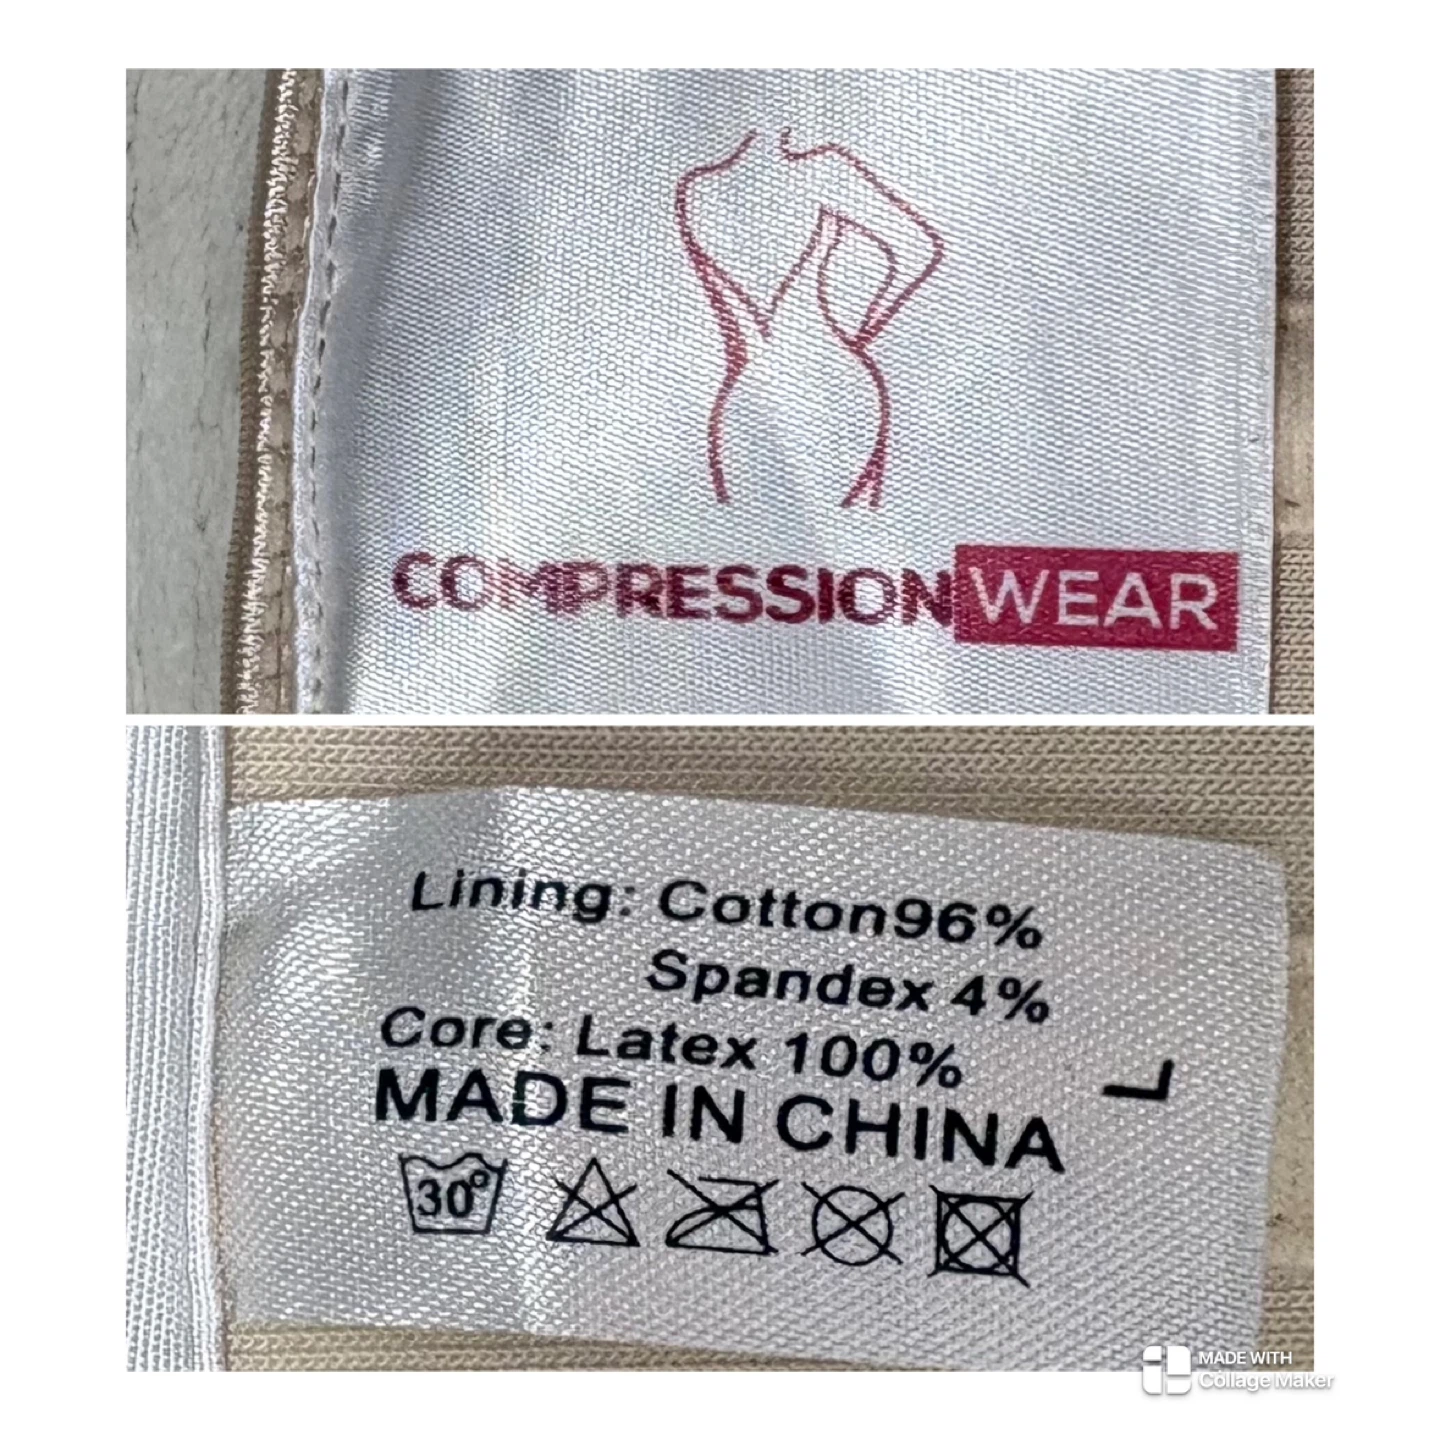 COMPRESSIONWEAR
Lining: Cotton96%
Spandex 4%
Core: Latex 100%
MADE IN CHINA
L
30°
MADE WITH
Collage Maker